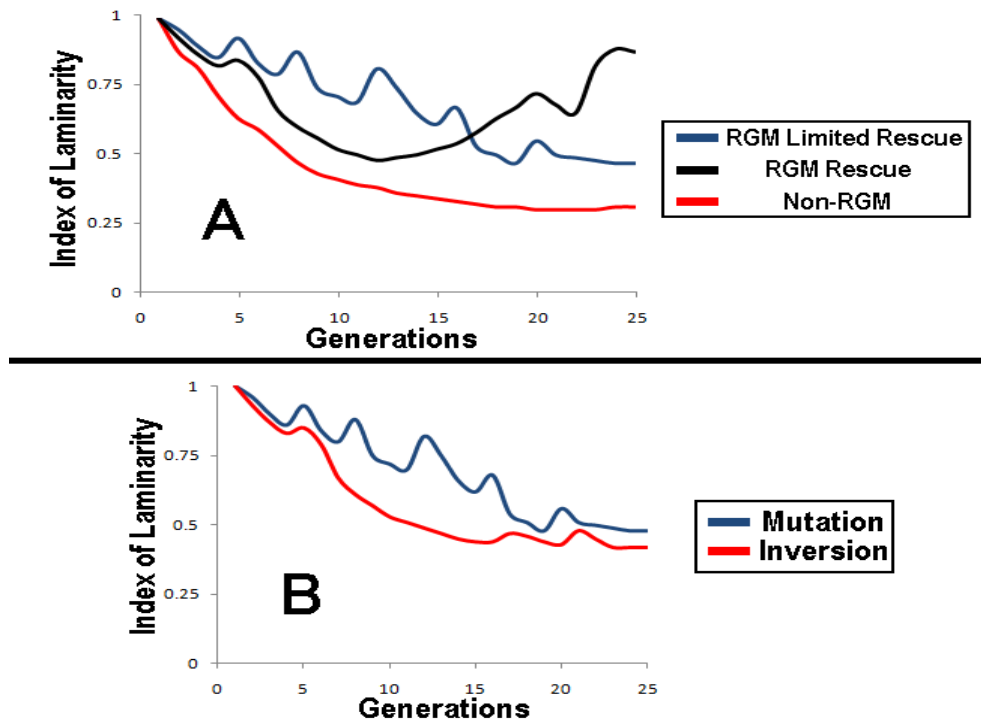 1
0.75
0.5
0.25
0
Index of Laminarity
A
0
5
10
15
20
25
Generations
RGM Limited Rescue
RGM Rescue
Non-RGM
1
0.75
0.5
0.25
0
Index of Laminarity
B
0
5
10
15
20
25
Generations
Mutation
Inversion